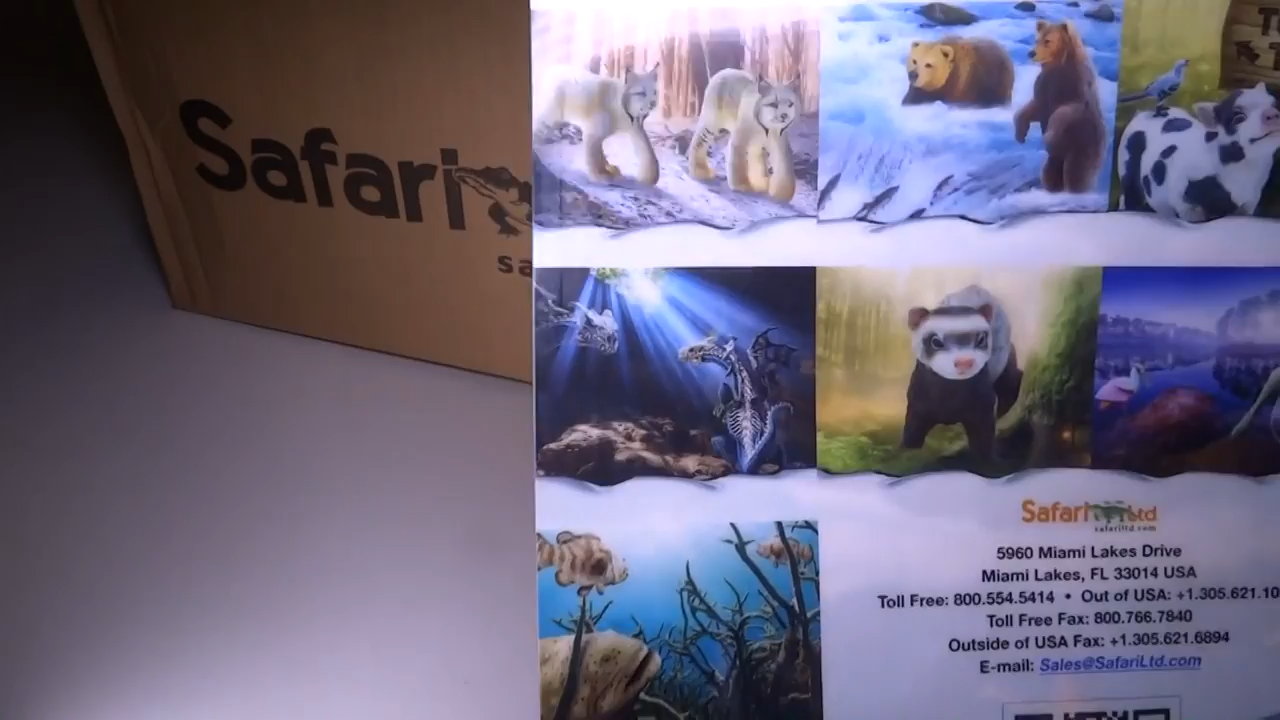 Safari
sa
Safari Ltd
safariltd.com
5960 Miami Lakes Drive
Miami Lakes, FL 33014 USA
Toll Free: 800.554.5414 • Out of USA: +1.305.621.10
Toll Free Fax: 800.766.7840
Outside of USA Fax: +1.305.621.6894
E-mail: Sales@SafariLtd.com